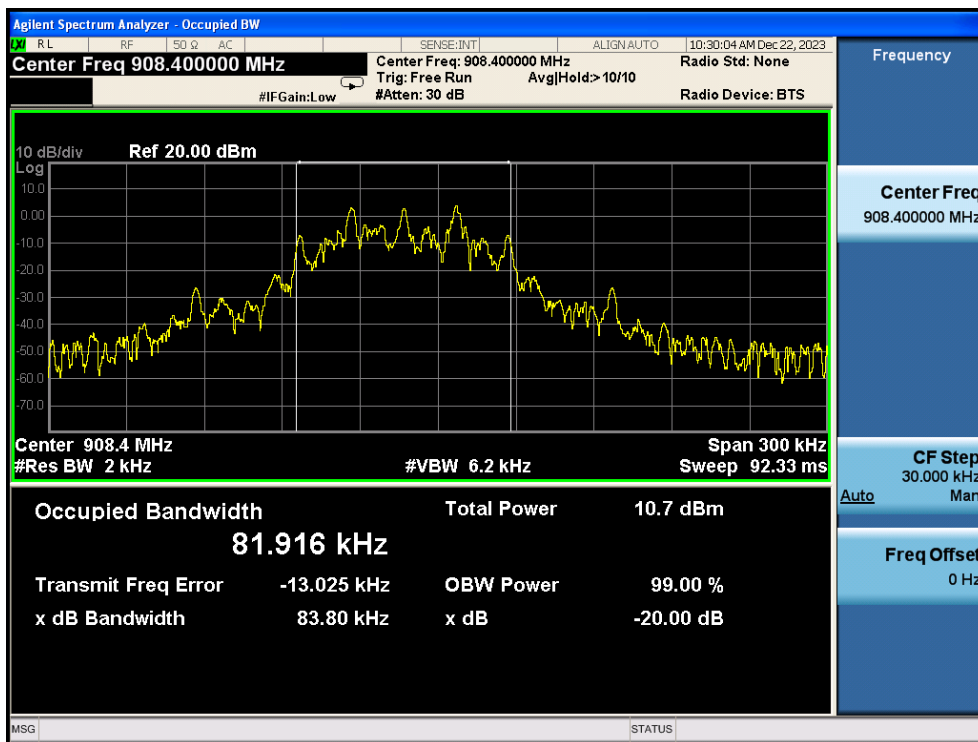 Agilent Spectrum Analyzer - Occupied BW
LXI RL RF 50 Ω AC SENSE:INT ALIGN AUTO 10:30:04 AM Dec 22, 2023
Center Freq 908.400000 MHz Center Freq: 908.400000 MHz Radio Std: None
Trig: Free Run Avg|Hold:> 10/10
#IFGain:Low #Atten: 30 dB Radio Device: BTS
Frequency
10 dB/div Ref 20.00 dBm
Log
10.0
0.00
-10.0
-20.0
-30.0
-40.0
-50.0
-60.0
-70.0
Center 908.4 MHz Span 300 kHz
#Res BW 2 kHz #VBW 6.2 kHz Sweep 92.33 ms
Occupied Bandwidth Total Power 10.7 dBm
81.916 kHz
Transmit Freq Error -13.025 kHz OBW Power 99.00 %
x dB Bandwidth 83.80 kHz x dB -20.00 dB
Center Freq
908.400000 MHz
CF Step
30.000 kHz
Auto Man
Freq Offset
0 Hz
MSG STATUS